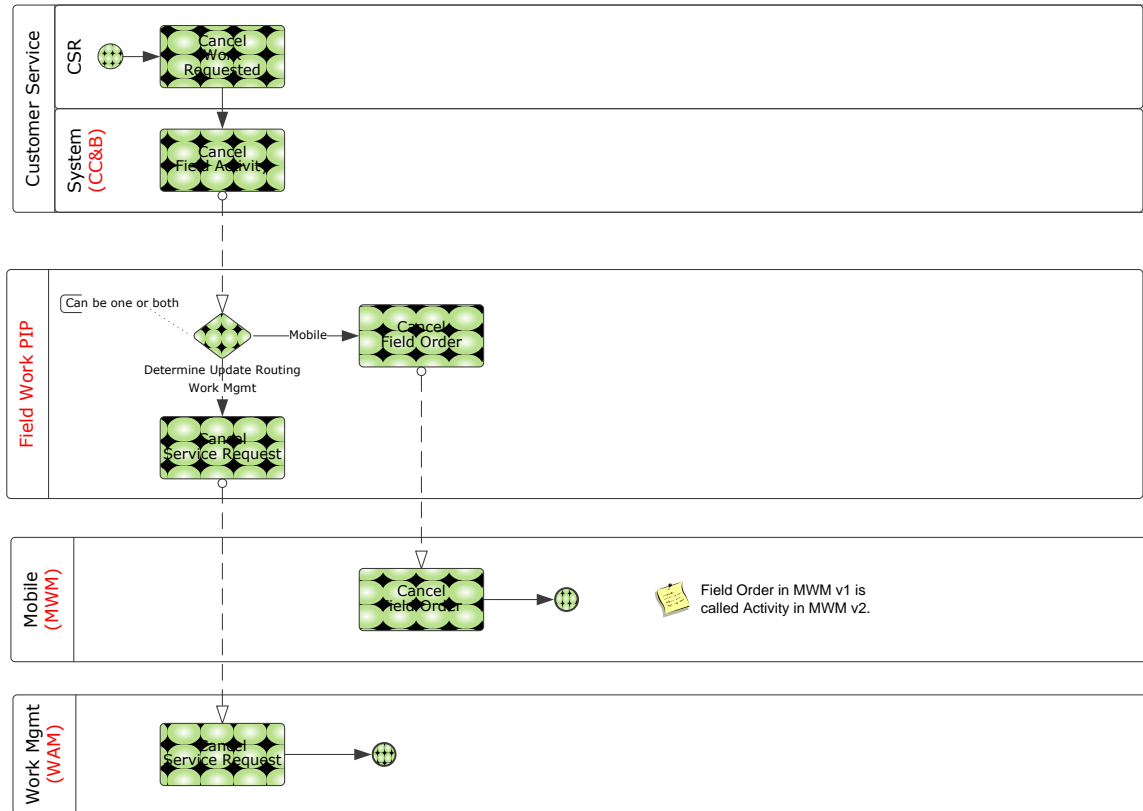 Customer Service
CSR
Cancel
Work
Requested
System
(CC&B)
Cancel
Field Activity
Field Work PIP
Can be one or both
Mobile
Cancel
Field Order
Determine Update Routing
Work Mgmt
Cancel
Service Request
Mobile
(MWM)
Cancel
Field Order
Field Order in MWM v1 is
called Activity in MWM v2.
Work Mgmt
(WAM)
Cancel
Service Request